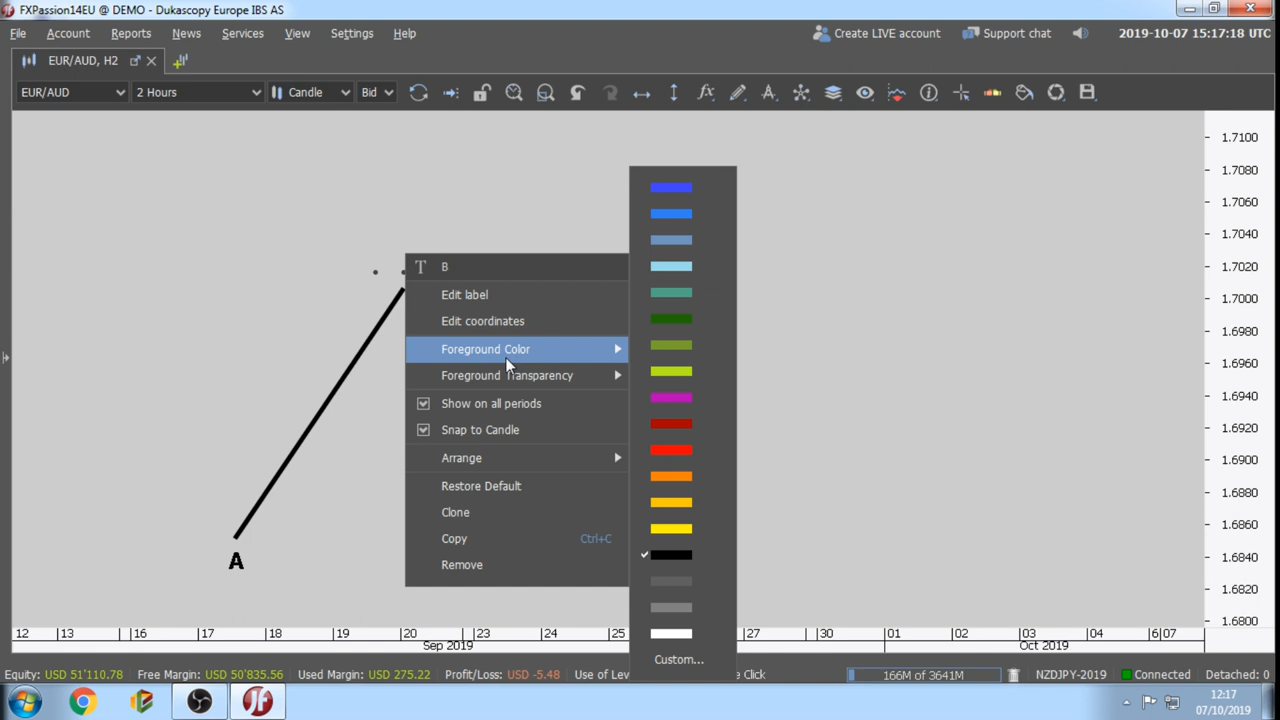 FXPassion14EU @ DEMO - Dukascopy Europe IBS AS
File Account Reports News Services View Settings Help Create LIVE account Support chat 2019-10-07 15:17:18 UTC
EUR/AUD, H2
EUR/AUD 2 Hours Candle Bid
1.7100
1.7080
1.7060
1.7040
1.7020
1.7000
1.6980
1.6960
1.6940
1.6920
1.6900
1.6880
1.6860
1.6840
1.6820
1.6800
T B
Edit label
Edit coordinates
Foreground Color
Foreground Transparency
Show on all periods
Snap to Candle
Arrange
Restore Default
Clone
Copy Ctrl+C
Remove
Custom...
A
12 13 16 17 18 19 20 23 24 25 27 30 01 02 03 04 6 07
Sep 2019 Oct 2019
Equity: USD 51'110.78 Free Margin: USD 50'835.56 Used Margin: USD 275.22 Profit/Loss: USD -5.48 Use of Lev Click 166M of 3641M NZDJPY-2019 Connected Detached: 0
12:17
07/10/2019